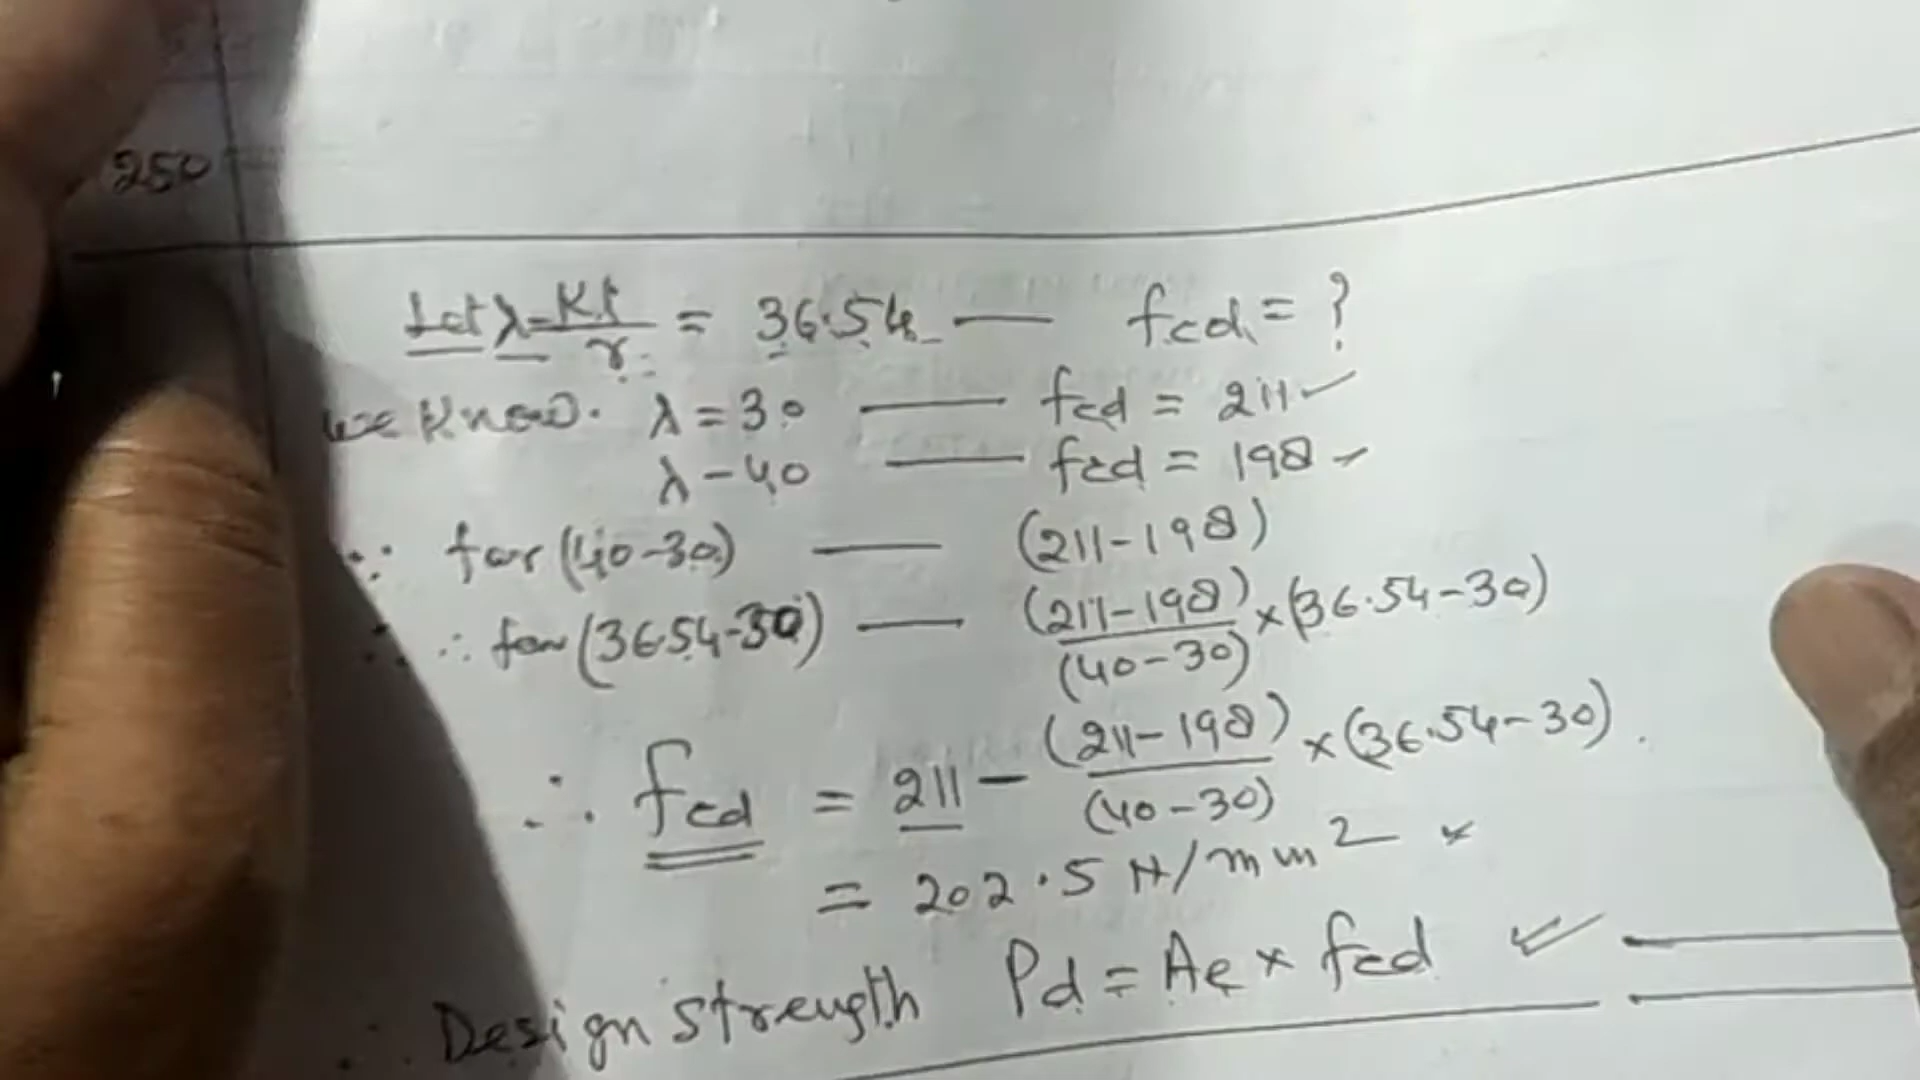 250
Let λ = KL/r = 36.54 — fcd = ?
We know. λ = 30 — fcd = 211 ✓
λ - 40 — fcd = 198
∵ for (40-30) — (211-198)
∴ for (36.54-30) — (211-198)/(40-30) × (36.54-30)
∴ fcd = 211 - (211-198)/(40-30) × (36.54-30).
= 202.5 N/mm²
∴ Design strength Pd = Ae × fcd ✓